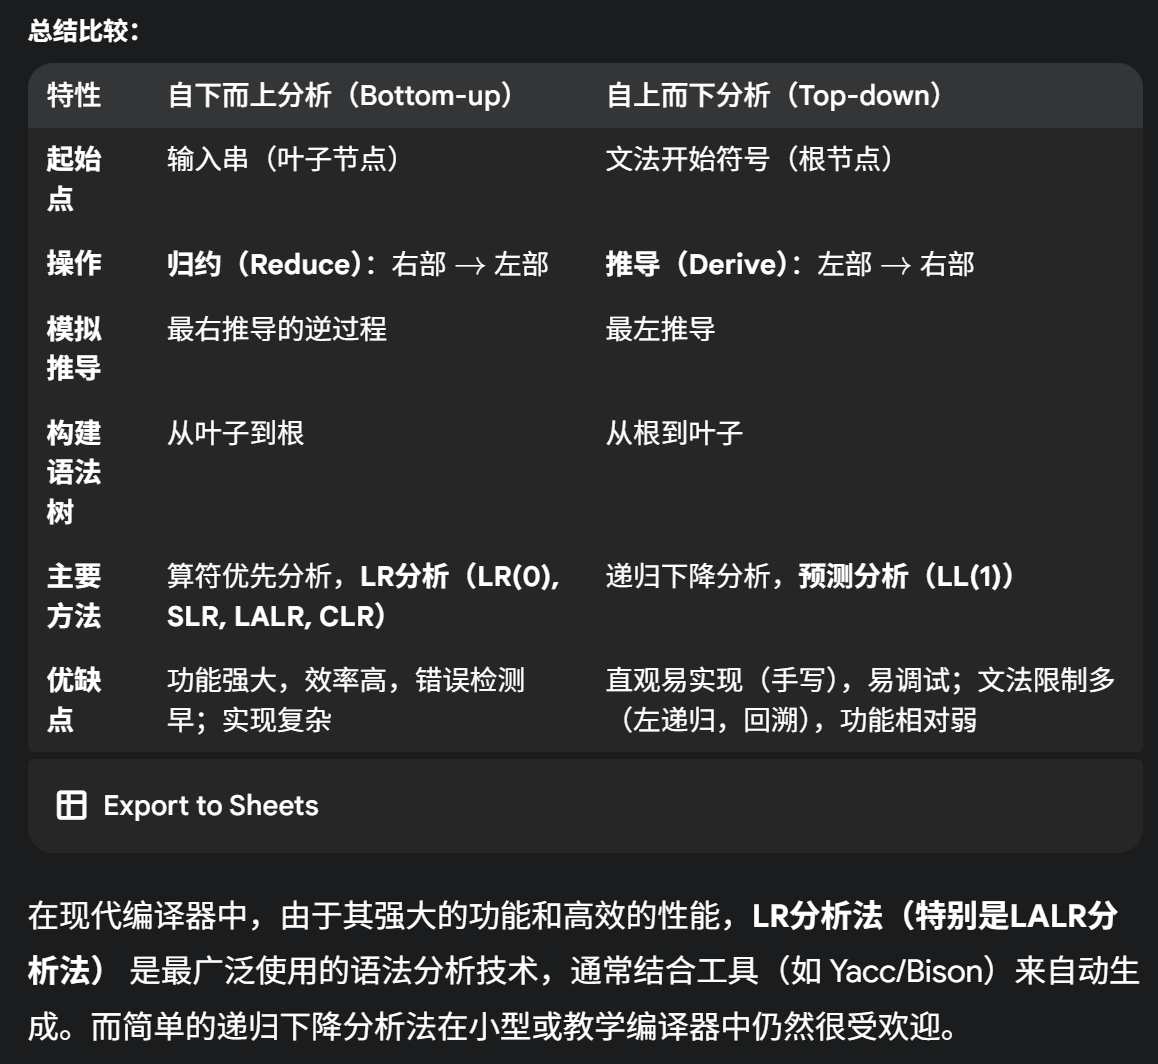 总结比较：
特性 自下而上分析（Bottom-up） 自上而下分析（Top-down）
起始点 输入串（叶子节点） 文法开始符号（根节点）
操作 归约（Reduce）：右部 → 左部 推导（Derive）：左部 → 右部
模拟推导 最右推导的逆过程 最左推导
构建语法树 从叶子到根 从根到叶子
主要方法 算符优先分析，LR分析（LR(0), SLR, LALR, CLR） 递归下降分析，预测分析（LL(1)）
优缺点 功能强大，效率高，错误检测早；实现复杂 直观易实现（手写），易调试；文法限制多（左递归，回溯），功能相对弱
Export to Sheets
在现代编译器中，由于其强大的功能和高效的性能，LR分析法（特别是LALR分
析法） 是最广泛使用的语法分析技术，通常结合工具（如 Yacc/Bison）来自动生
成。而简单的递归下降分析法在小型或教学编译器中仍然很受欢迎。